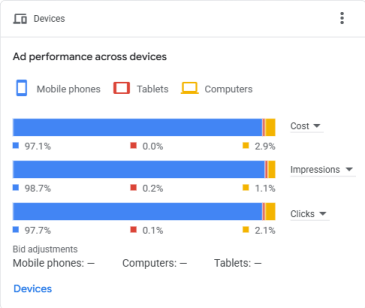 Devices
Ad performance across devices
Mobile phones Tablets Computers
Cost
97.1% 0.0% 2.9%
Impressions
98.7% 0.2% 1.1%
Clicks
97.7% 0.1% 2.1%
Bid adjustments
Mobile phones: — Computers: — Tablets: —
Devices